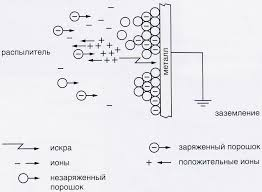 распылитель
металл
заземление
искра
ионы
незаряженный
порошок
заряженный порошок
положительные ионы